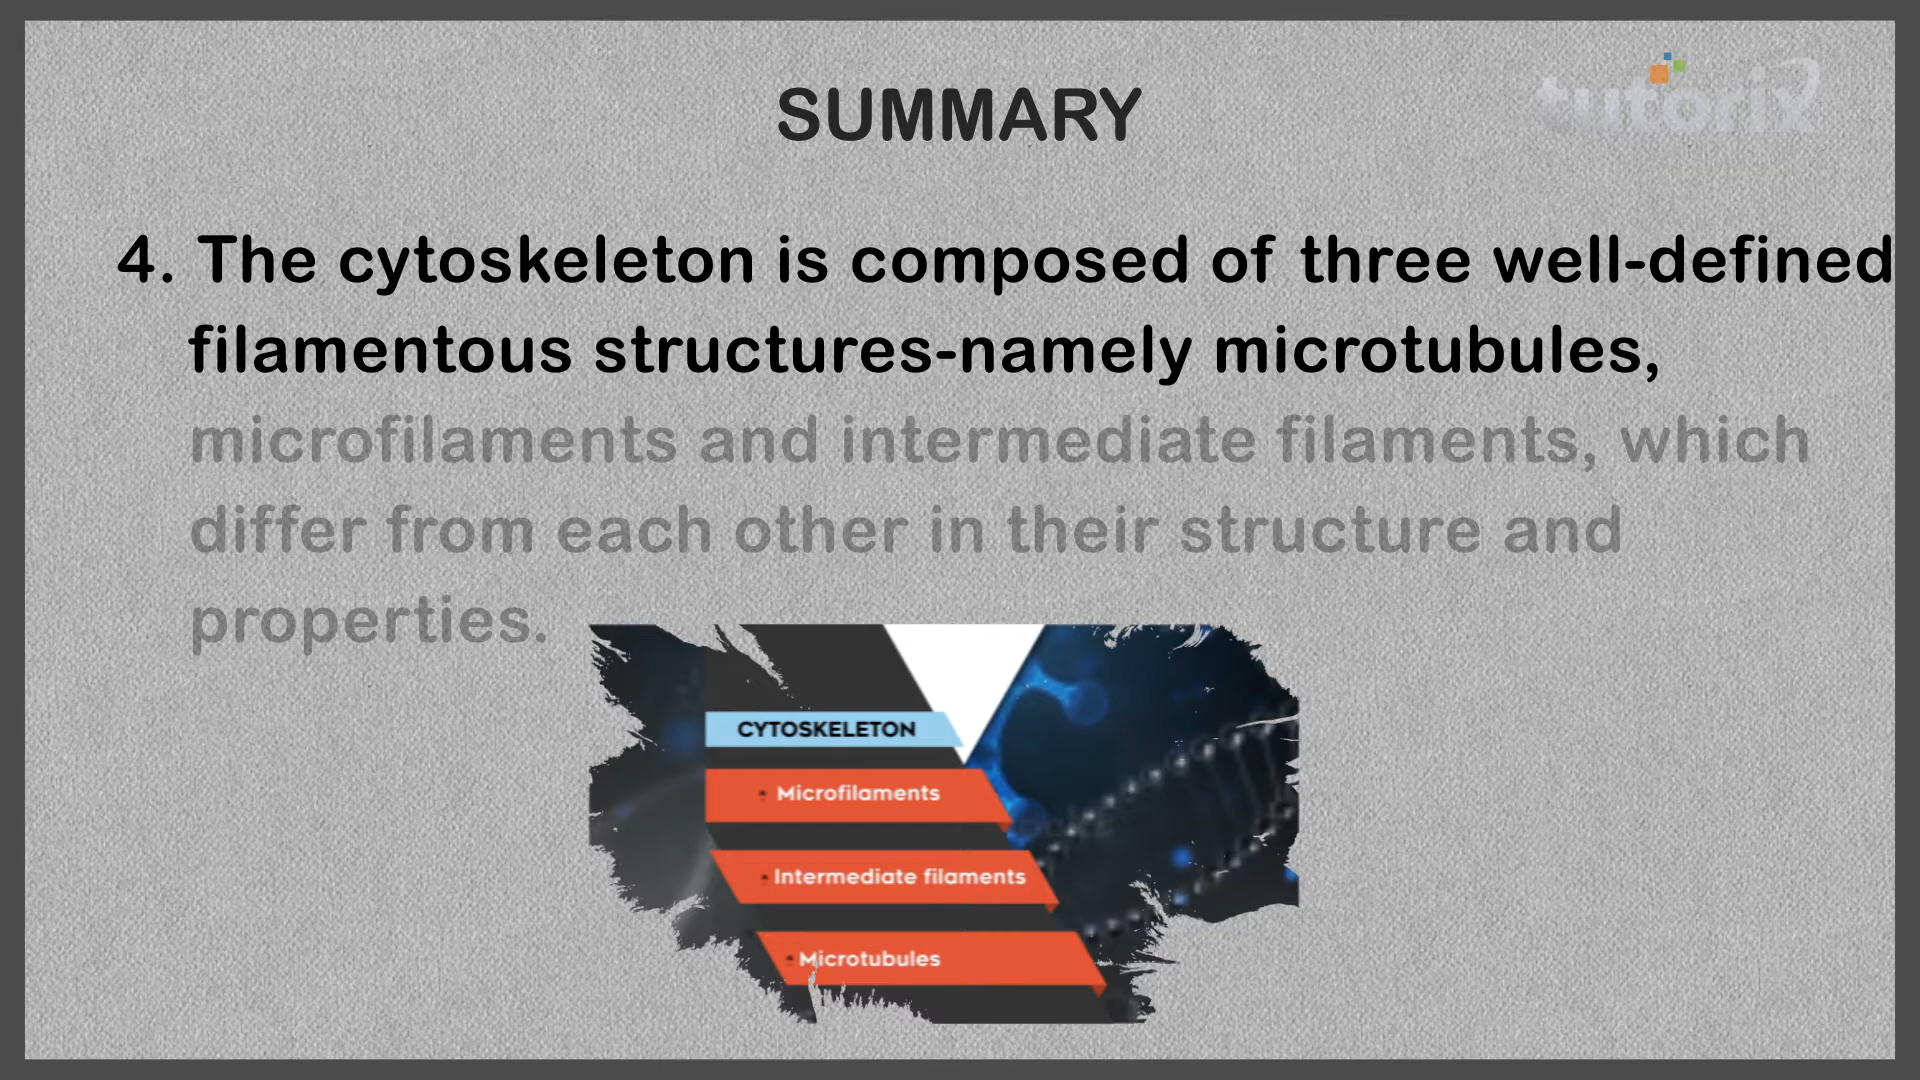 SUMMARY
tutorix
4. The cytoskeleton is composed of three well-defined
filamentous structures-namely microtubules,
microfilaments and intermediate filaments, which
differ from each other in their structure and
properties.
CYTOSKELETON
• Microfilaments
• Intermediate filaments
• Microtubules